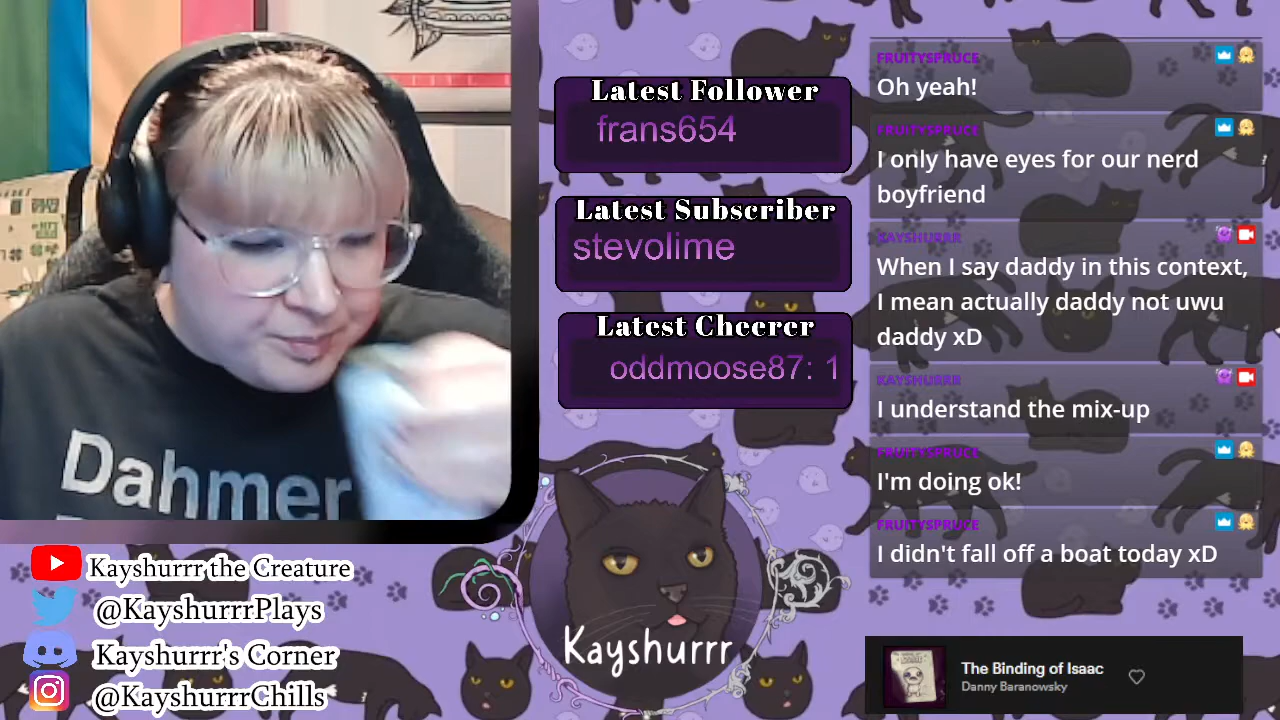 Dahmer
Latest Follower
frans654
Latest Subscriber
stevolime
Latest Cheerer
oddmoose87: 1
FRUITYSPRUCE
Oh yeah!
FRUITYSPRUCE
I only have eyes for our nerd
boyfriend
KAYSHURRR
When I say daddy in this context,
I mean actually daddy not uwu
daddy xD
KAYSHURRR
I understand the mix-up
FRUITYSPRUCE
I'm doing ok!
FRUITYSPRUCE
I didn't fall off a boat today xD
Kayshurrr the Creature
@KayshurrrPlays
Kayshurrr's Corner
@KayshurrrChills
Kayshurrr
The Binding of Isaac
Danny Baranowsky